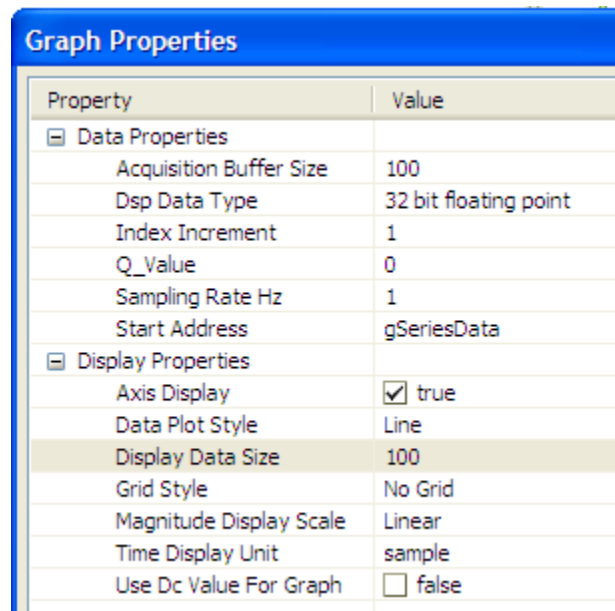 Graph Properties
Property Value
Data Properties
Acquisition Buffer Size 100
Dsp Data Type 32 bit floating point
Index Increment 1
Q_Value 0
Sampling Rate Hz 1
Start Address gSeriesData
Display Properties
Axis Display true
Data Plot Style Line
Display Data Size 100
Grid Style No Grid
Magnitude Display Scale Linear
Time Display Unit sample
Use Dc Value For Graph false